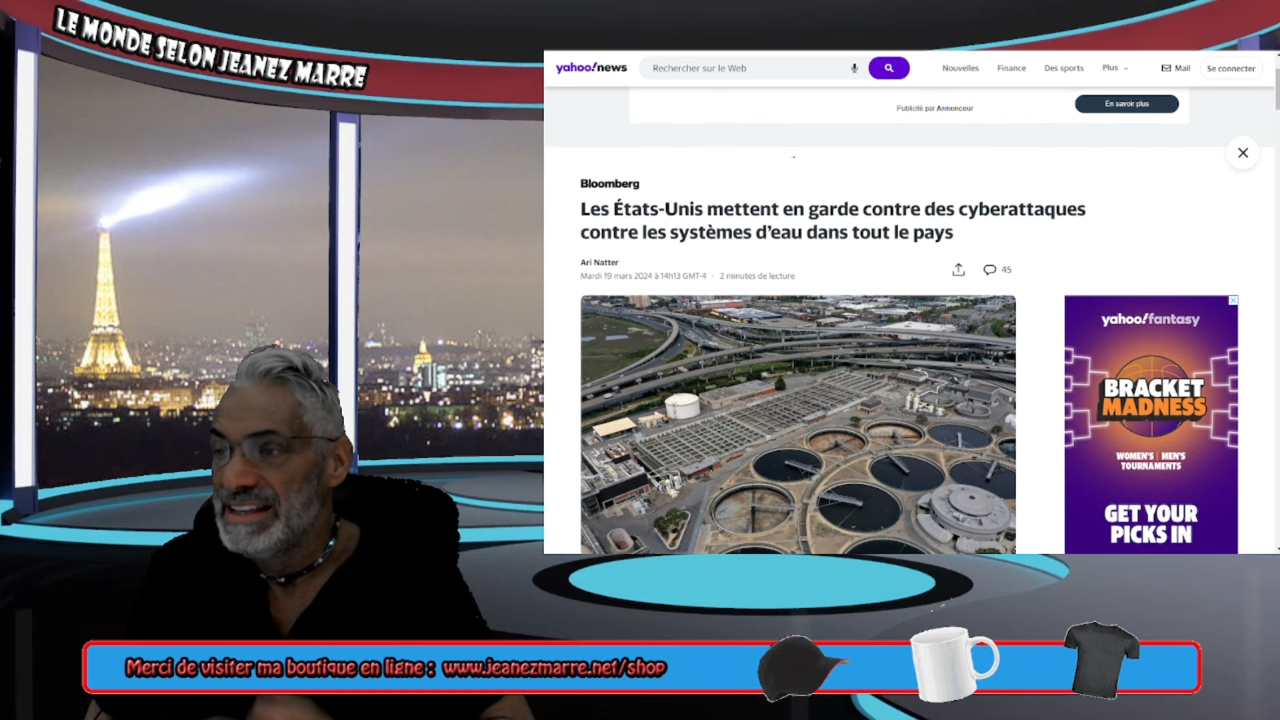 LE MONDE SELON JEANEZ MARRE
yahoo!news
Rechercher sur le Web
Nouvelles
Finance
Des sports
Plus
Mail
Se connecter
Publicité par Annonceur
En savoir plus
Bloomberg
Les États-Unis mettent en garde contre des cyberattaques
contre les systèmes d'eau dans tout le pays
Ari Natter
Mardi 19 mars 2024 à 14h13 GMT-4 · 2 minutes de lecture
45
yahoo!fantasy
BRACKET
MADNESS
WOMEN'S | MEN'S
TOURNAMENTS
GET YOUR
PICKS IN
Merci de visiter ma boutique en ligne : www.jeanezmarre.net/shop